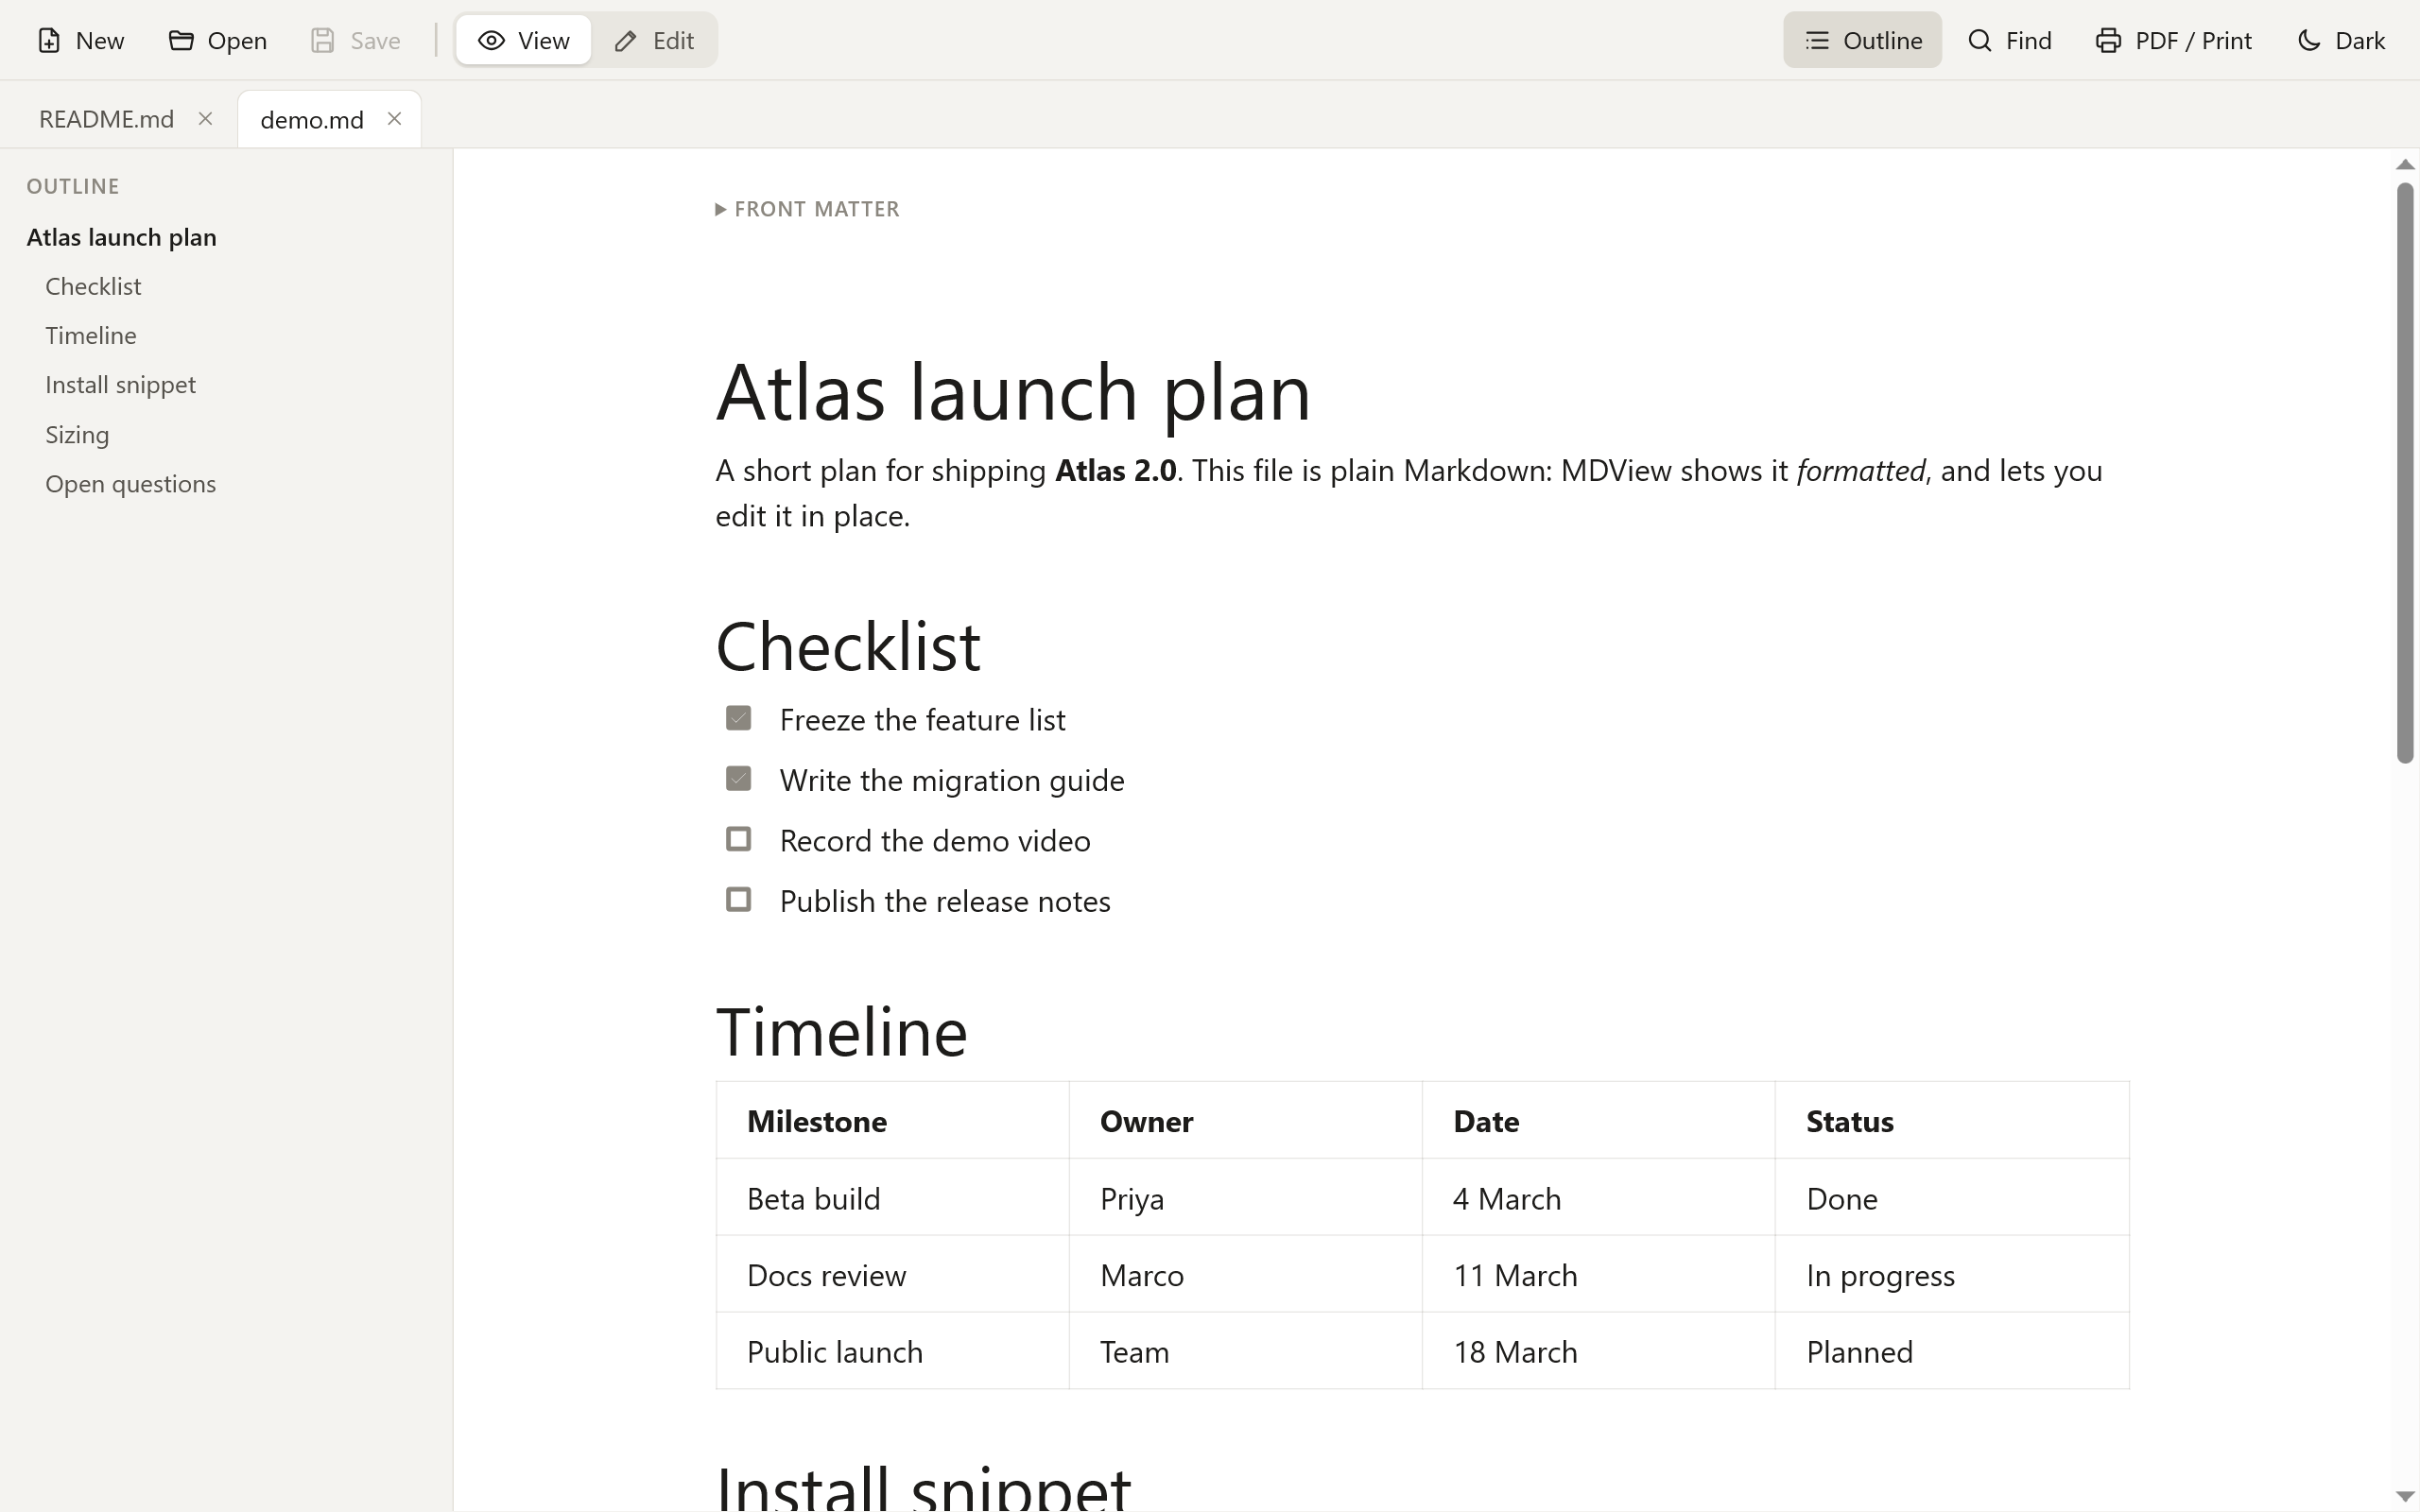 New Open Save View Edit Outline Find PDF / Print Dark
README.md demo.md
OUTLINE
Atlas launch plan
Checklist
Timeline
Install snippet
Sizing
Open questions
FRONT MATTER
Atlas launch plan
A short plan for shipping Atlas 2.0. This file is plain Markdown: MDView shows it formatted, and lets you
edit it in place.
Checklist
Freeze the feature list
Write the migration guide
Record the demo video
Publish the release notes
Timeline
Milestone Owner Date Status
Beta build Priya 4 March Done
Docs review Marco 11 March In progress
Public launch Team 18 March Planned
Install snippet